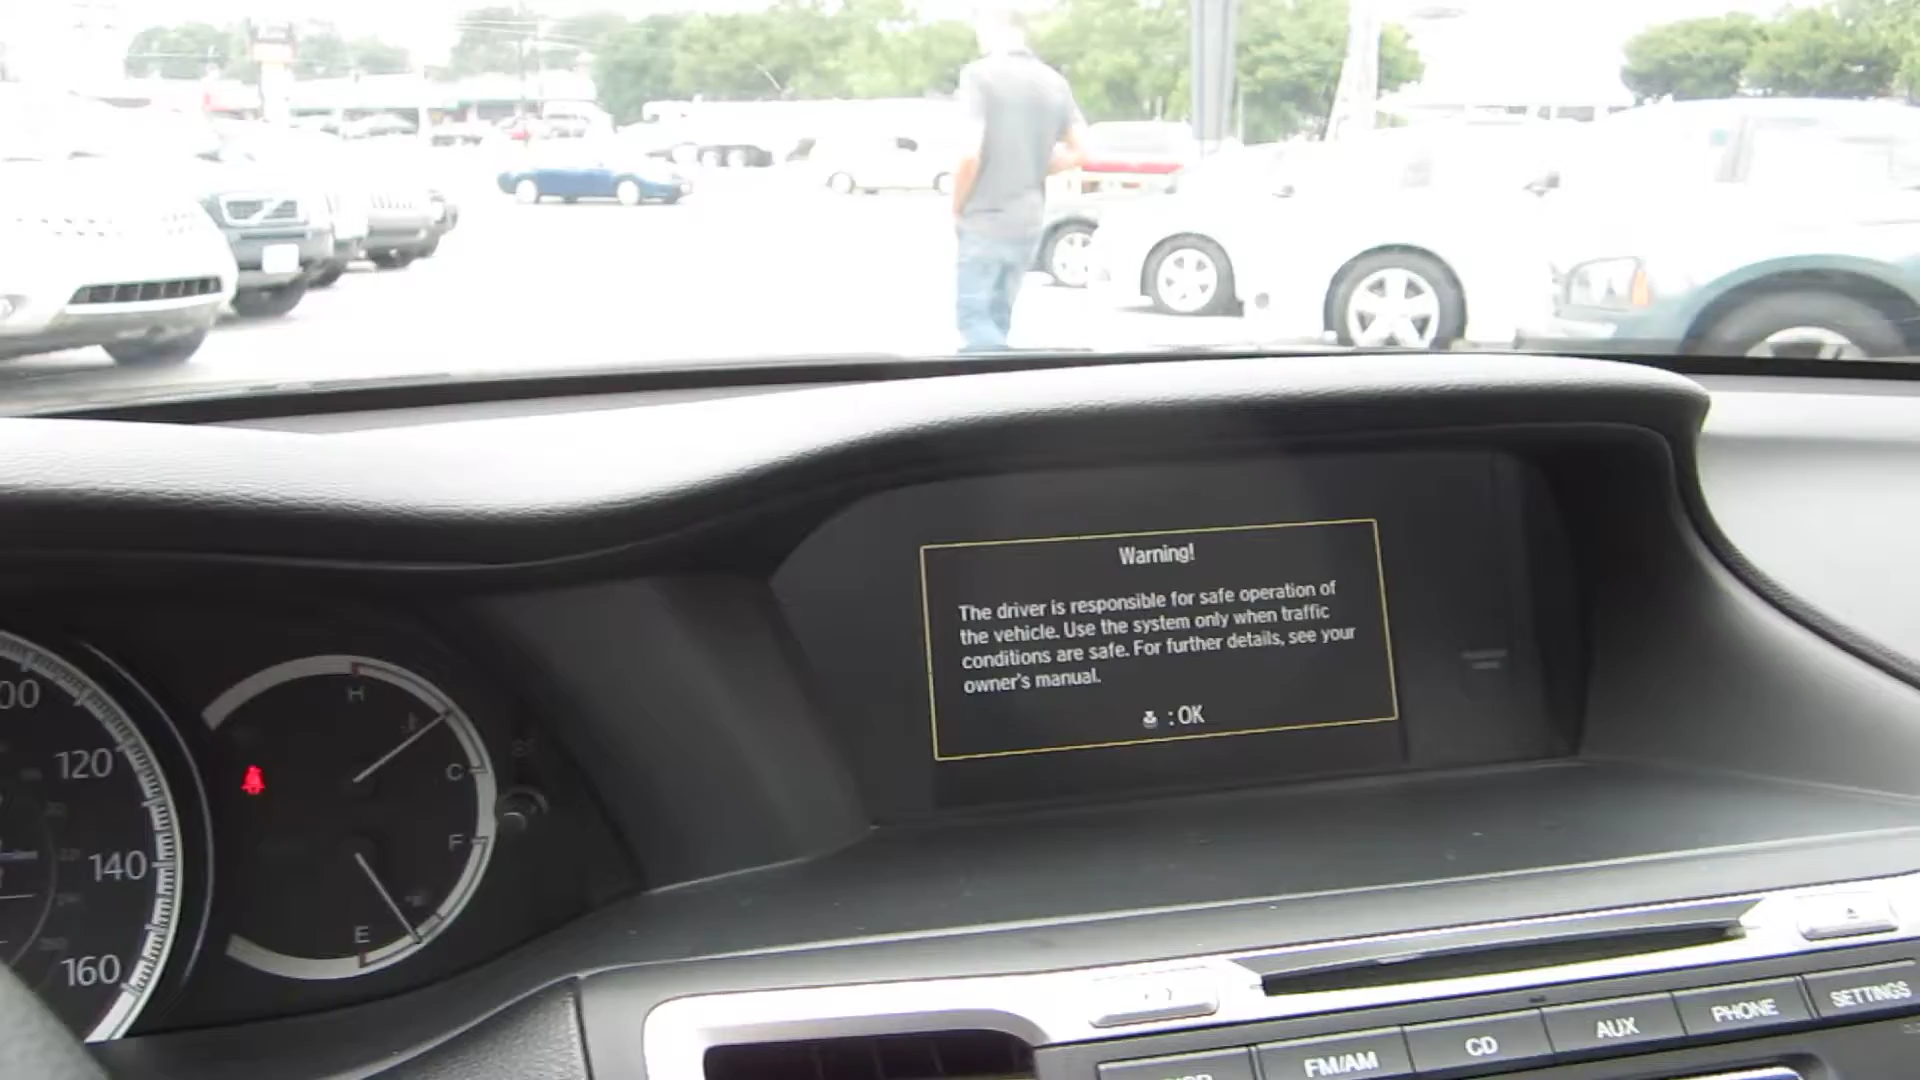 Warning!
The driver is responsible for safe operation of
the vehicle. Use the system only when traffic
conditions are safe. For further details, see your
owner's manual.
: OK
H
C
120
F
140
E
160
SETTINGS
PHONE
AUX
CD
FM/AM